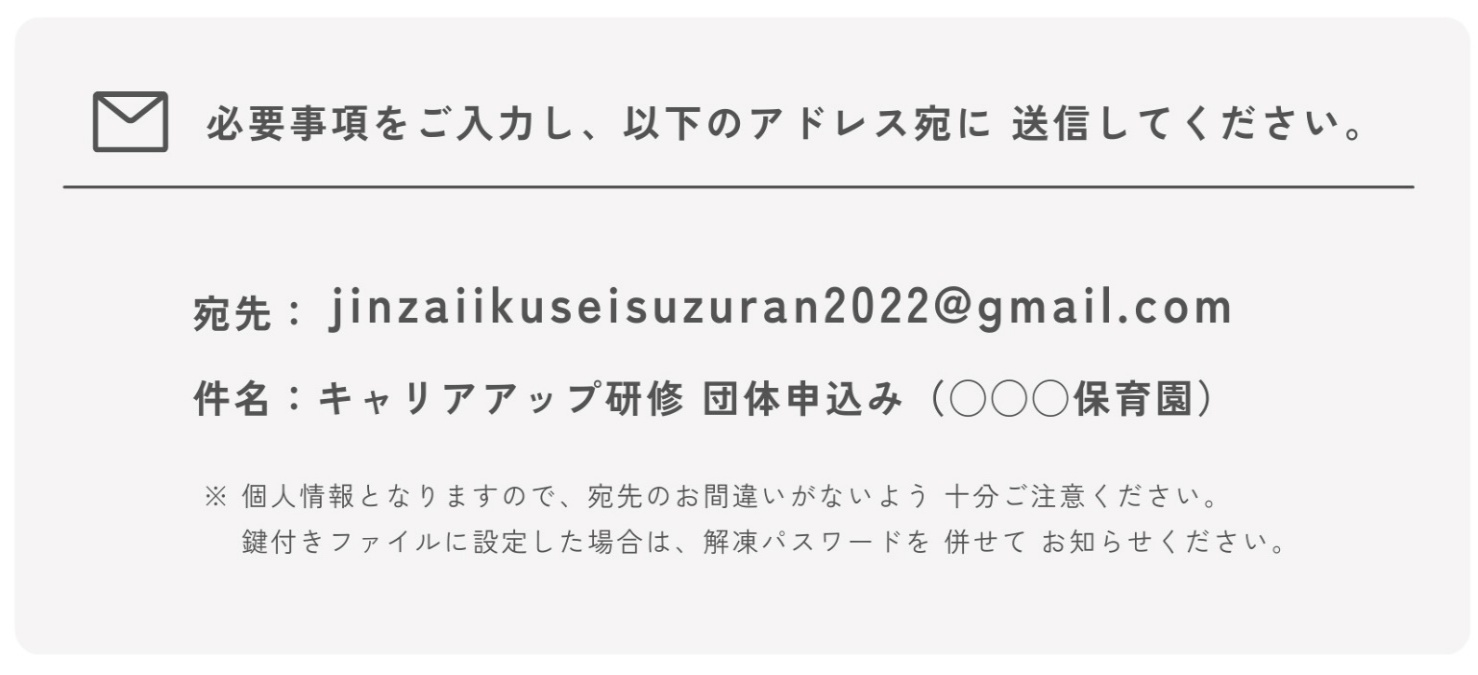 必要事項をご入力し、以下のアドレス宛に 送信してください。
宛先： jinzaiikuseisuzuran2022@gmail.com
件名：キャリアアップ研修 団体申込み（◯◯◯保育園）
※ 個人情報となりますので、宛先のお間違いがないよう 十分ご注意ください。
鍵付きファイルに設定した場合は、解凍パスワードを 併せて お知らせください。